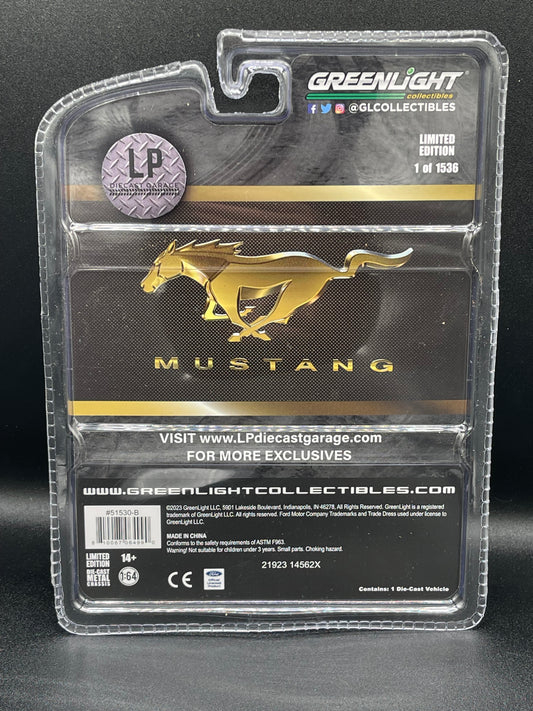 GREENLIGHT
collectibles
@GLCOLLECTIBLES
LP
DIECAST GARAGE
LIMITED
EDITION
1 of 1536
MUSTANG
VISIT www.LPdiecastgarage.com
FOR MORE EXCLUSIVES
www.GREENLIGHTCOLLECTIBLES.com
#51530-B
©2023 GreenLight LLC, 5901 Lakeside Boulevard, Indianapolis, IN 46278, All Rights Reserved. GreenLight is a registered
trademark of GreenLight LLC. All rights reserved. Ford Motor Company Trademarks and Trade Dress used under license to
GreenLight LLC.
MADE IN CHINA
Conforms to the safety requirements of ASTM F963.
Warning! Not suitable for children under 3 years. Small parts. Choking hazard.
LIMITED
EDITION
14+
DIE-CAST
METAL
CHASSIS
1:64
CE
Ford
Official
Licensed
Product
21923 14562X
Contains: 1 Die-Cast Vehicle